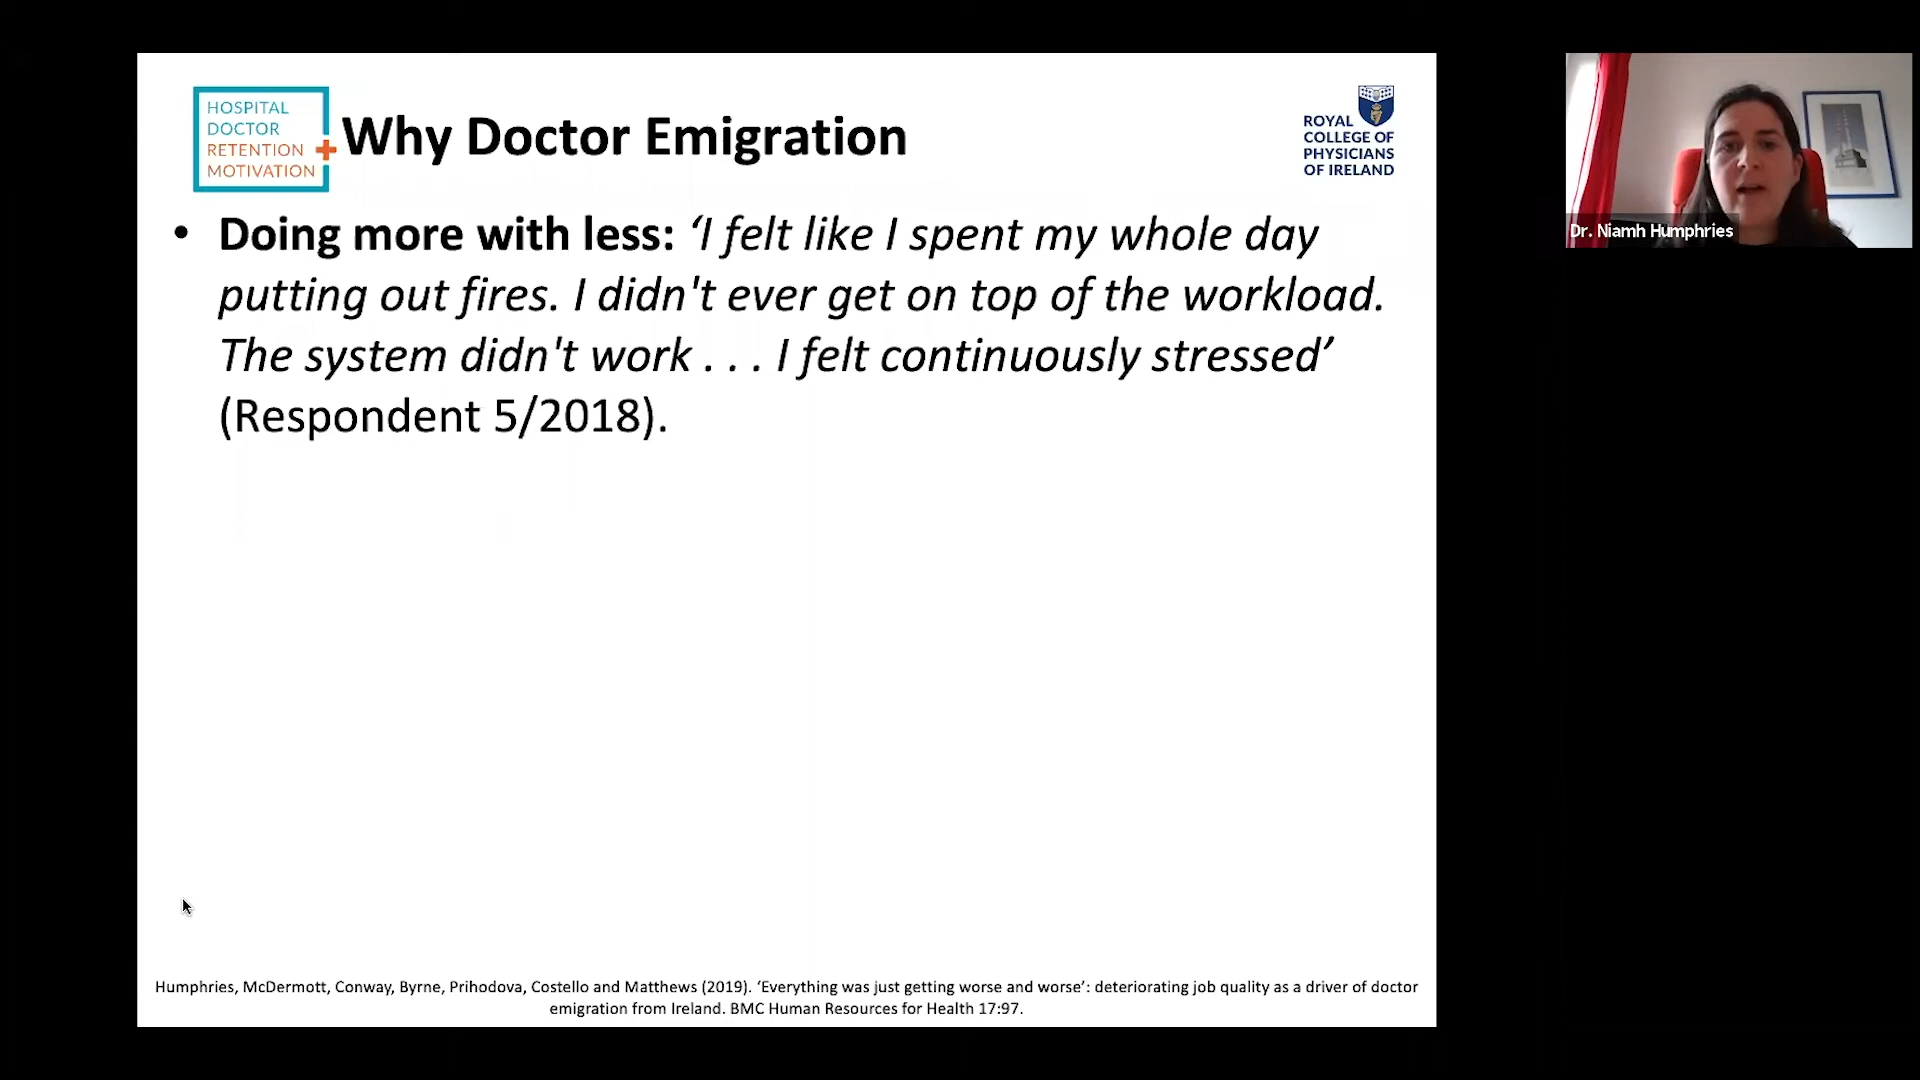 HOSPITAL
DOCTOR
RETENTION
MOTIVATION
Why Doctor Emigration
ROYAL
COLLEGE OF
PHYSICIANS
OF IRELAND
• Doing more with less: ‘I felt like I spent my whole day
putting out fires. I didn't ever get on top of the workload.
The system didn't work . . . I felt continuously stressed’
(Respondent 5/2018).
Humphries, McDermott, Conway, Byrne, Prihodova, Costello and Matthews (2019). ‘Everything was just getting worse and worse’: deteriorating job quality as a driver of doctor
emigration from Ireland. BMC Human Resources for Health 17:97.
Dr. Niamh Humphries